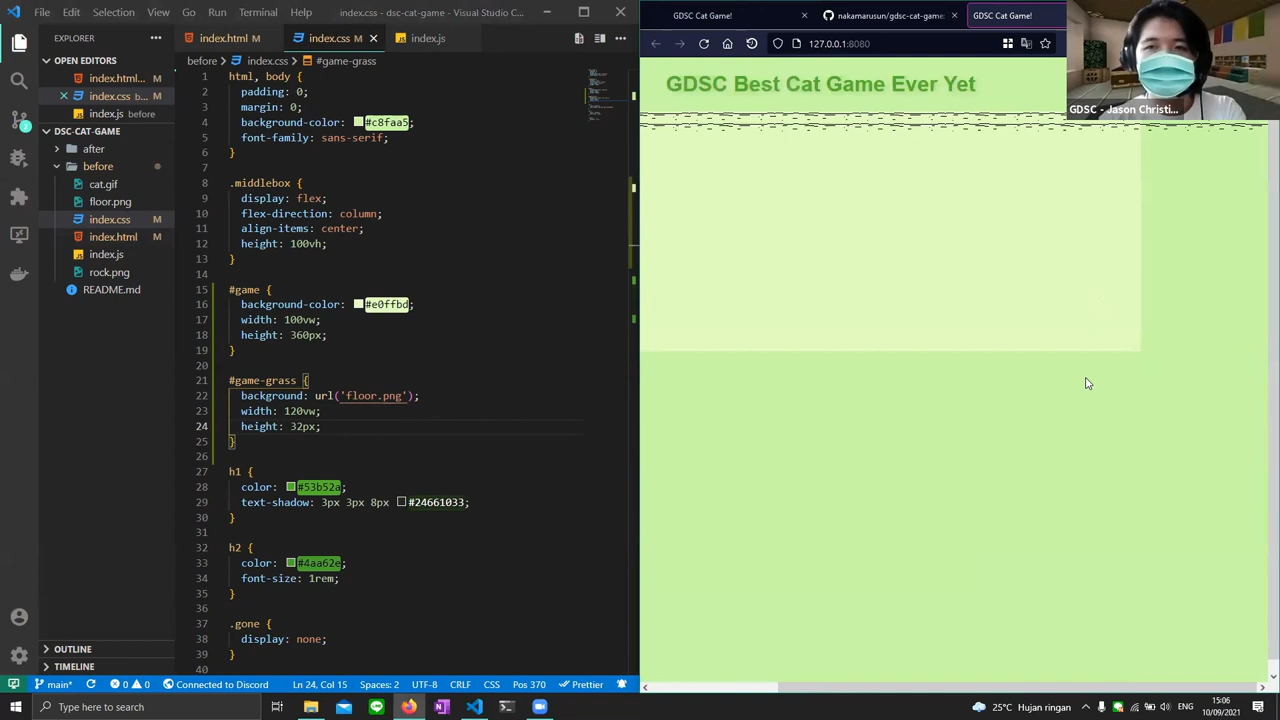 Go Run Terminal Help
index.css - dsc-cat-game - Visual Studio C...
GDSC Cat Game!
nakamarusun/gdsc-cat-game:
GDSC Cat Game!
EXPLORER
index.html M
index.css M
index.js
127.0.0.1:8080
OPEN EDITORS
index.html...
index.css b... M
index.js before
DDC-CAT-GAME
after
before
cat.gif
floor.png
index.css M
index.html M
index.js
rock.png
README.md
OUTLINE
TIMELINE
before > index.css > #game-grass
1 html, body {
2 padding: 0;
3 margin: 0;
4 background-color: #c8faa5;
5 font-family: sans-serif;
6 }
7
8 .middlebox {
9 display: flex;
10 flex-direction: column;
11 align-items: center;
12 height: 100vh;
13 }
14
15 #game {
16 background-color: #e0ffbd;
17 width: 100vw;
18 height: 360px;
19 }
20
21 #game-grass {
22 background: url('floor.png');
23 width: 120vw;
24 height: 32px;
25 }
26
27 h1 {
28 color: #53b52a;
29 text-shadow: 3px 3px 8px #24661033;
30 }
31
32 h2 {
33 color: #4aa62e;
34 font-size: 1rem;
35 }
36
37 .gone {
38 display: none;
39 }
40
GDSC Best Cat Game Ever Yet
GDSC - Jason Christi...
2
main* 0 0 Connected to Discord Ln 24, Col 15 Spaces: 2 UTF-8 CRLF CSS Pos 370 Prettier
Type here to search
25°C Hujan ringan
15:06
10/09/2021